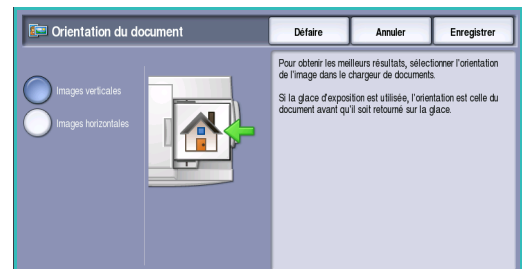 Orientation du document
Défaire
Annuler
Enregistrer
Images verticales
Images horizontales
Pour obtenir les meilleurs résultats, sélectionner l'orientation
de l'image dans le chargeur de documents.
Si la glace d'exposition est utilisée, l'orientation est celle du
document avant qu'il soit retourné sur la glace.